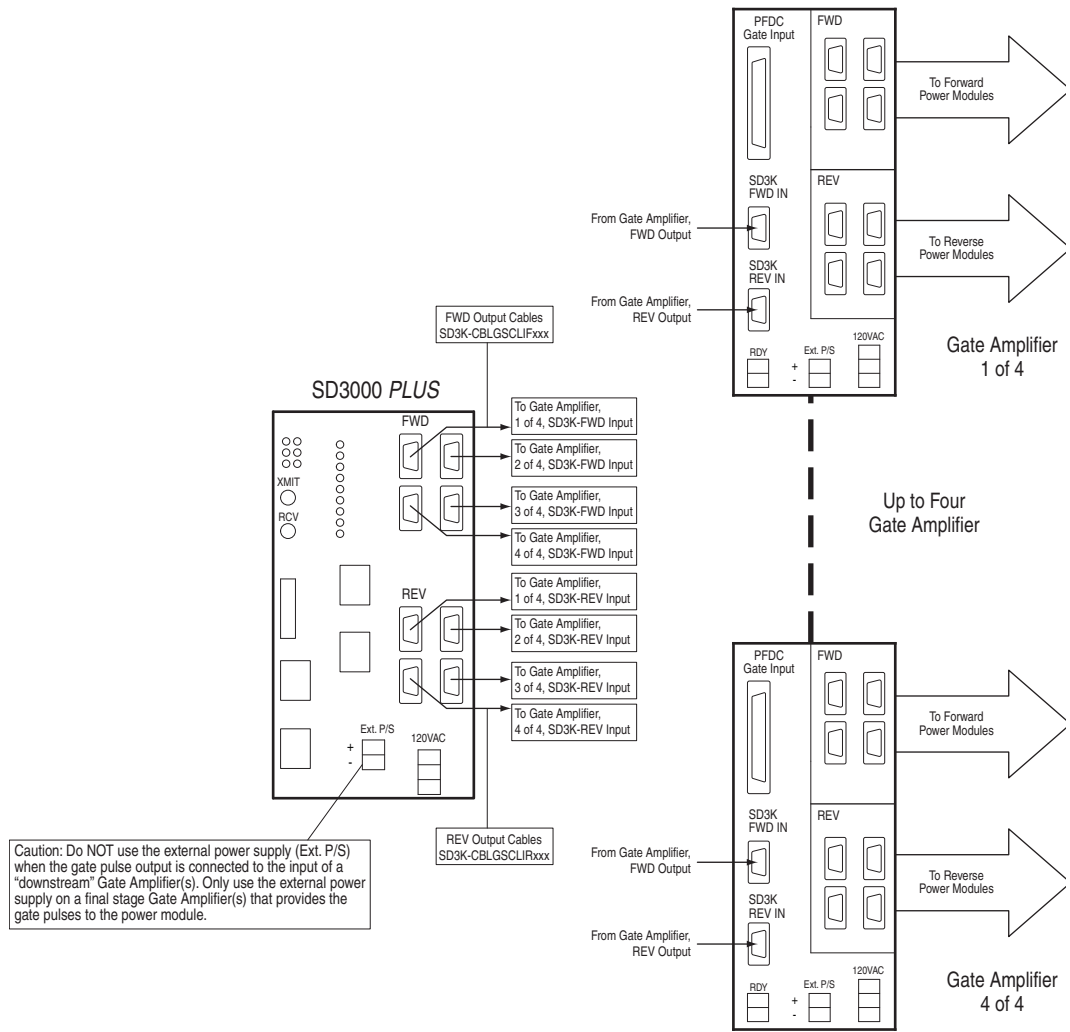 PFDC
Gate Input
FWD
To Forward
Power Modules
SD3K
FWD IN
REV
From Gate Amplifier,
FWD Output
To Reverse
Power Modules
SD3K
REV IN
From Gate Amplifier,
REV Output
RDY
+
-
Ext. P/S
120VAC
Gate Amplifier
1 of 4
FWD Output Cables
SD3K-CBLGSCLIFxxx
SD3000 PLUS
FWD
XMIT
RCV
To Gate Amplifier,
1 of 4, SD3K-FWD Input
To Gate Amplifier,
2 of 4, SD3K-FWD Input
To Gate Amplifier,
3 of 4, SD3K-FWD Input
To Gate Amplifier,
4 of 4, SD3K-FWD Input
REV
To Gate Amplifier,
1 of 4, SD3K-REV Input
To Gate Amplifier,
2 of 4, SD3K-REV Input
To Gate Amplifier,
3 of 4, SD3K-REV Input
To Gate Amplifier,
4 of 4, SD3K-REV Input
Ext. P/S
+
-
120VAC
REV Output Cables
SD3K-CBLGSCLIRxxx
Caution: Do NOT use the external power supply (Ext. P/S)
when the gate pulse output is connected to the input of a
“downstream” Gate Amplifier(s). Only use the external power
supply on a final stage Gate Amplifier(s) that provides the
gate pulses to the power module.
Up to Four
Gate Amplifier
PFDC
Gate Input
FWD
To Forward
Power Modules
SD3K
FWD IN
REV
From Gate Amplifier,
FWD Output
To Reverse
Power Modules
SD3K
REV IN
From Gate Amplifier,
REV Output
RDY
+
-
Ext. P/S
120VAC
Gate Amplifier
4 of 4